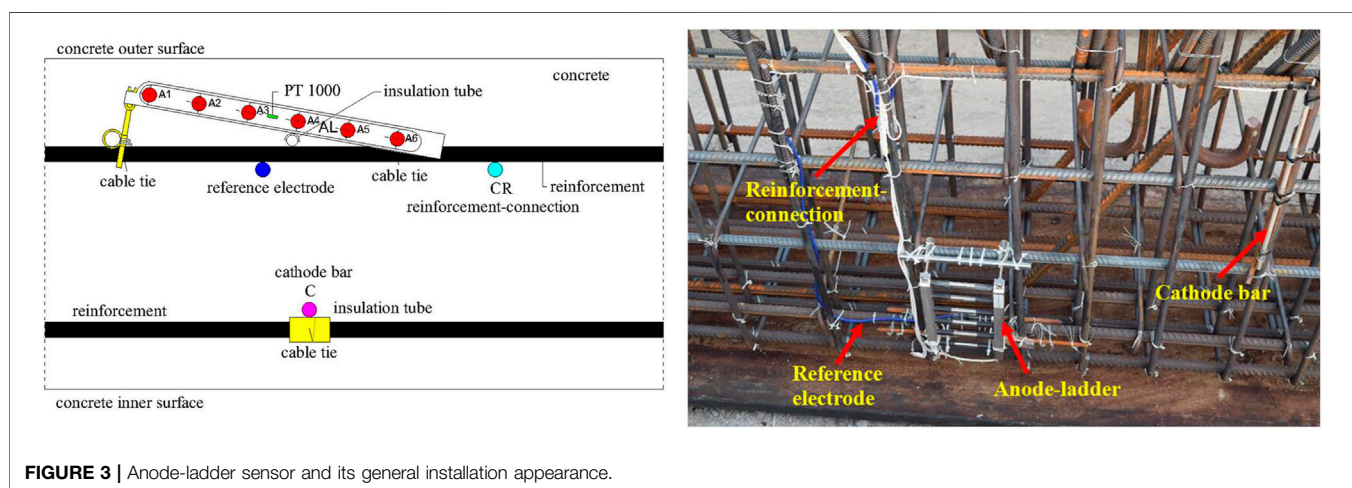 concrete outer surface
concrete
A1
A2
A3
PT 1000
insulation tube
A4
AL
A5
A6
cable tie
reference electrode
cable tie
CR
reinforcement
reinforcement-connection
cathode bar
C
reinforcement
insulation tube
cable tie
concrete inner surface
Reinforcement-
connection
Cathode bar
Reference
electrode
Anode-ladder
FIGURE 3 | Anode-ladder sensor and its general installation appearance.